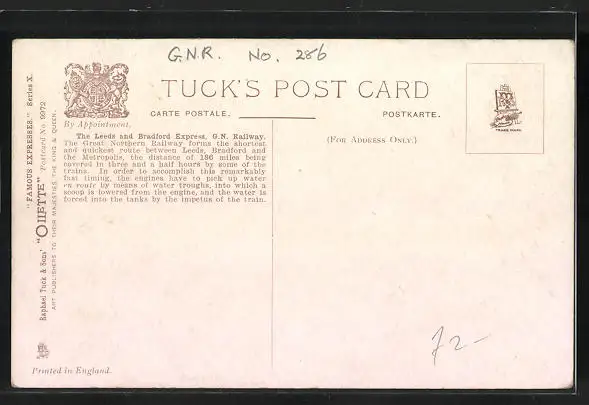 G.N.R. No. 286
TUCK'S POST CARD
CARTE POSTALE.
POSTKARTE.
By Appointment.
(FOR ADDRESS ONLY.)
TRADE MARK
The Leeds and Bradford Express, G.N. Railway.
The Great Northern Railway forms the shortest
and quickest route between Leeds, Bradford and
the Metropolis, the distance of 186 miles being
covered in three and a half hours by some of the
trains. In order to accomplish this remarkably
fast timing, the engines have to pick up water
en route by means of water troughs, into which a
scoop is lowered from the engine, and the water is
forced into the tanks by the impetus of the train.
"FAMOUS EXPRESSES." Series X.
Raphael Tuck & Sons' "OILETTE" Postcard No. 9972
ART PUBLISHERS TO THEIR MAJESTIES THE KING & QUEEN.
72-
Printed in England.